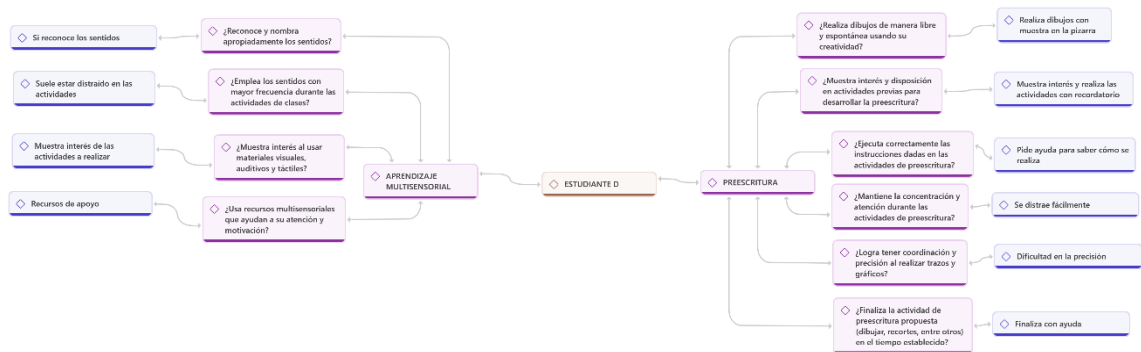 Si reconoce los sentidos
¿Reconoce y nombra
apropiadamente los sentidos?
Suele estar distraído en las
actividades
¿Emplea los sentidos con
mayor frecuencia durante las
actividades de clases?
Muestra interés de las
actividades a realizar
¿Muestra interés al usar
materiales visuales,
auditivos y táctiles?
Recursos de apoyo
¿Usa recursos multisensoriales
que ayudan a su atención y
motivación?
APRENDIZAJE
MULTISENSORIAL
ESTUDIANTE D
PREESCRITURA
¿Realiza dibujos de manera libre
y espontánea usando su
creatividad?
Realiza dibujos con
muestra en la pizarra
¿Muestra interés y disposición
en actividades previas para
desarrollar la preescritura?
Muestra interés y realiza las
actividades con recordatorio
¿Ejecuta correctamente las
instrucciones dadas en las
actividades de preescritura?
Pide ayuda para saber cómo se
realiza
¿Mantiene la concentración y
atención durante las
actividades de preescritura?
Se distrae fácilmente
¿Logra tener coordinación y
precisión al realizar trazos y
gráficos?
Dificultad en la precisión
¿Finaliza la actividad de
preescritura propuesta
(dibujar, recortes, entre otros)
en el tiempo establecido?
Finaliza con ayuda